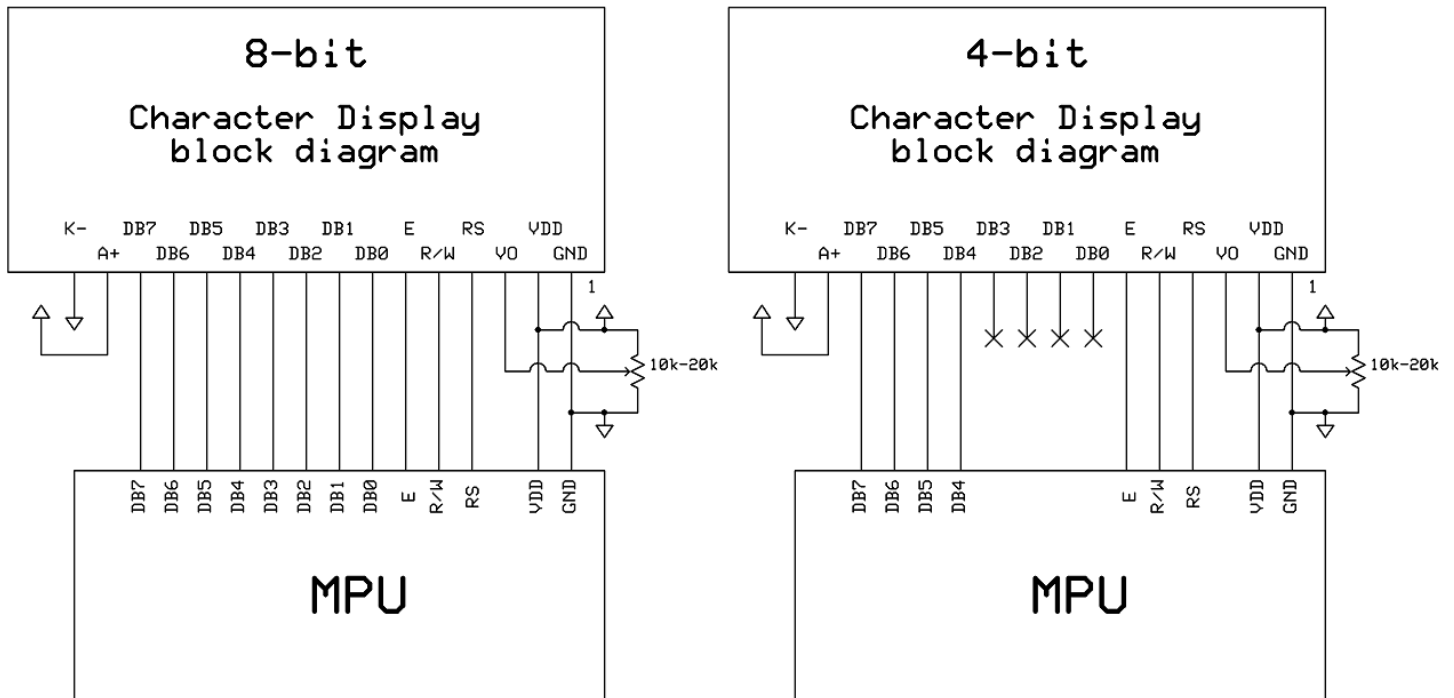 8-bit
Character Display
block diagram
K- DB7 DB5 DB3 DB1 E RS VDD
A+ DB6 DB4 DB2 DB0 R/W VO GND
1
10k-20k
DB7 DB6 DB5 DB4 DB3 DB2 DB1 DB0 E R/W RS VDD GND
MPU
4-bit
Character Display
block diagram
K- DB7 DB5 DB3 DB1 E RS VDD
A+ DB6 DB4 DB2 DB0 R/W VO GND
1
10k-20k
DB7 DB6 DB5 DB4 E R/W RS VDD GND
MPU